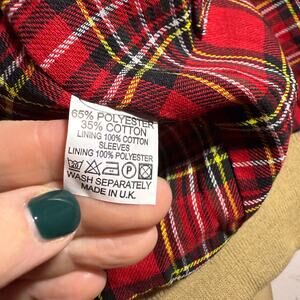 65% POLYESTER
35% COTTON
LINING 100% COTTON
SLEEVES
LINING 100% POLYESTER
P
WASH SEPARATELY
MADE IN U.K.